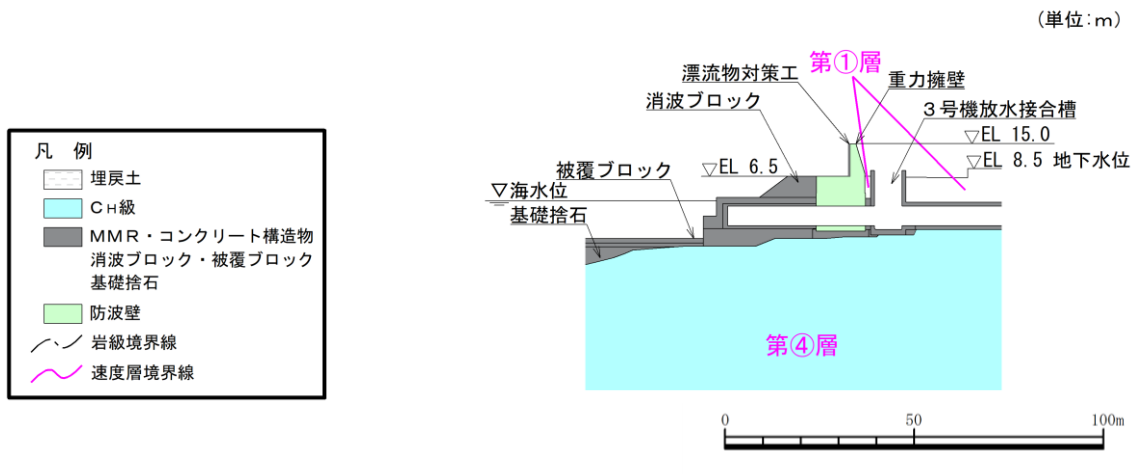 (単位:m)
第①層
漂流物対策工
重力擁壁
消波ブロック
3号機放水接合槽
▽EL 15.0
▽EL 8.5 地下水位
被覆ブロック
▽EL 6.5
▽海水位
基礎捨石
第④層
凡 例
埋戻土
CH級
MMR・コンクリート構造物
消波ブロック・被覆ブロック
基礎捨石
防波壁
岩級境界線
速度層境界線
0 50 100m